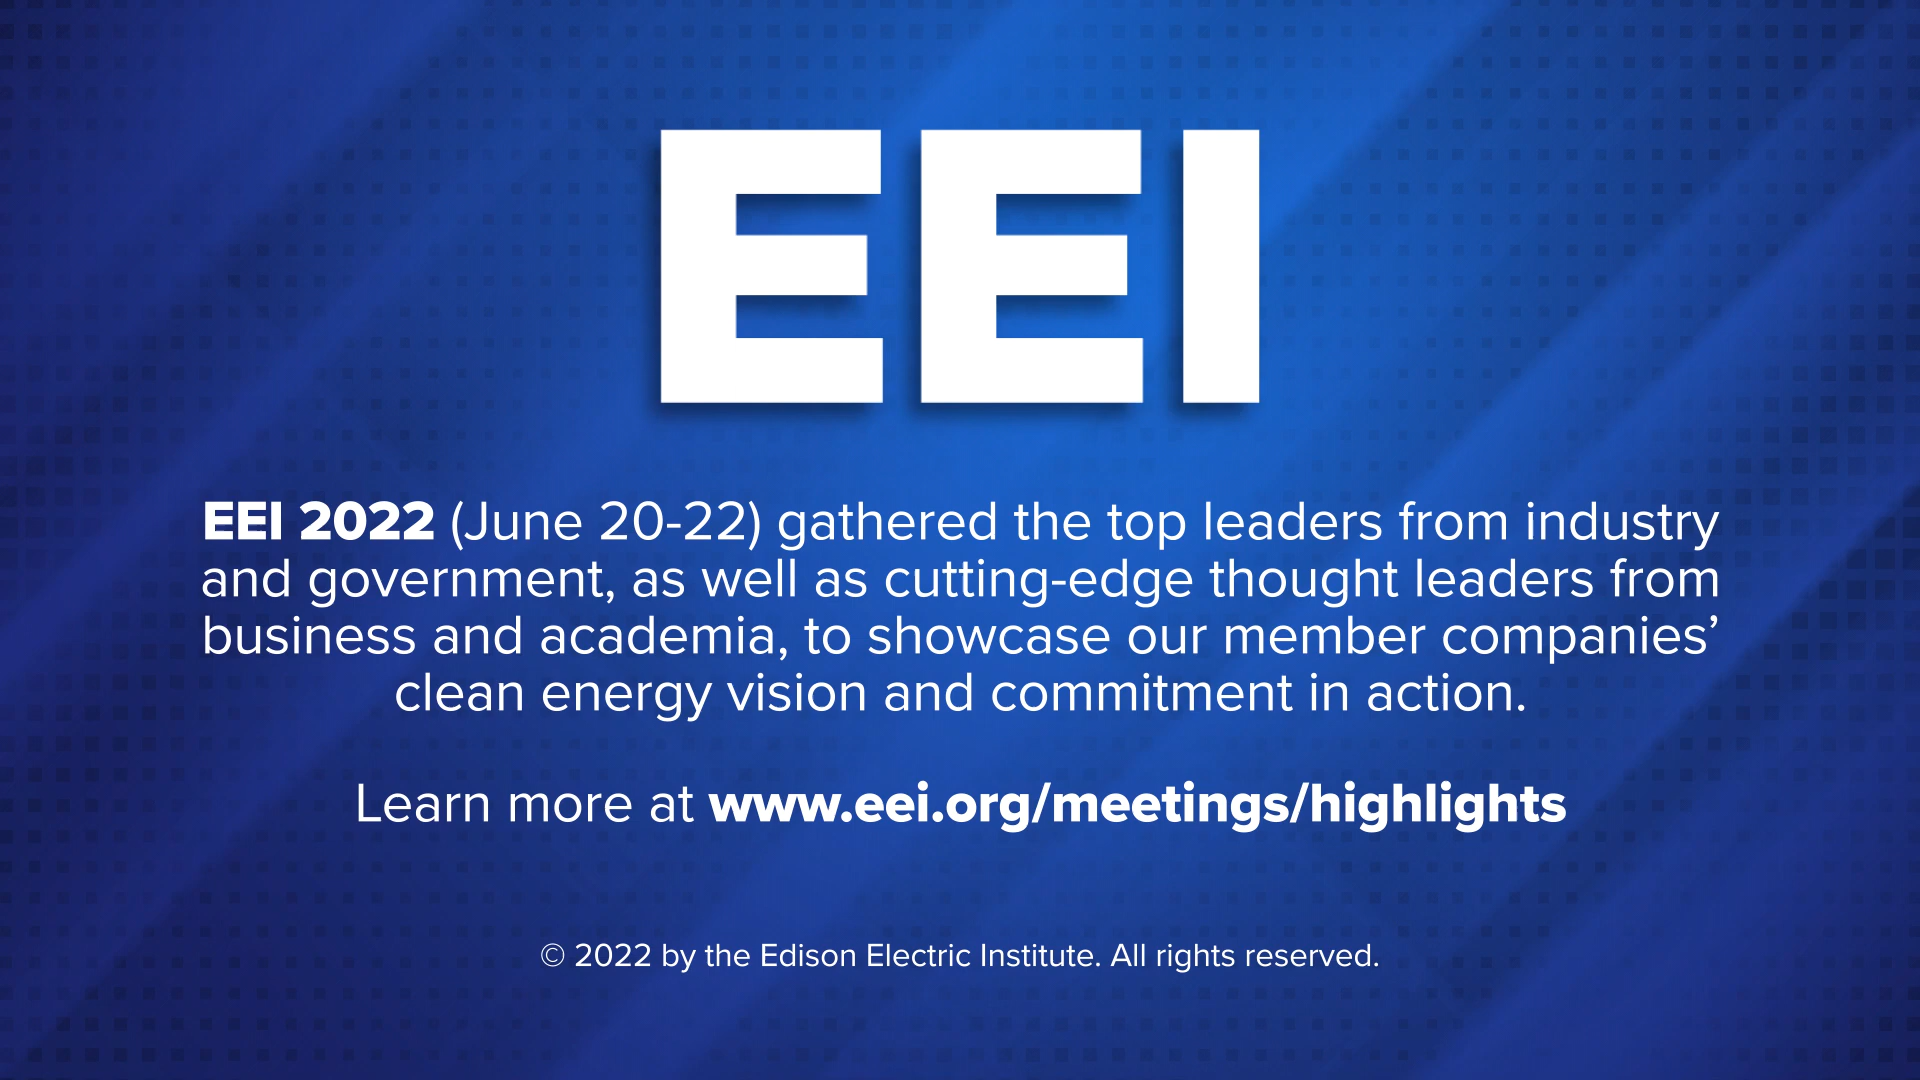 EEI
EEI 2022 (June 20-22) gathered the top leaders from industry
and government, as well as cutting-edge thought leaders from
business and academia, to showcase our member companies’
clean energy vision and commitment in action.
Learn more at www.eei.org/meetings/highlights
© 2022 by the Edison Electric Institute. All rights reserved.